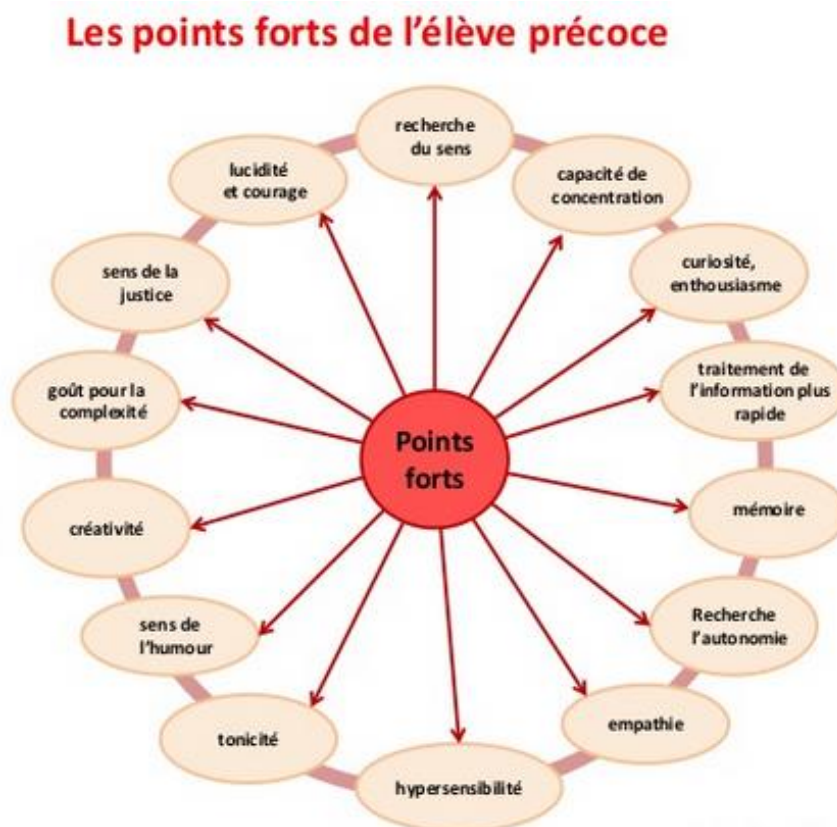 Les points forts de l'élève précoce
recherche
du sens
capacité de
concentration
curiosité,
enthousiasme
traitement de
l'information plus
rapide
mémoire
Recherche
l'autonomie
empathie
hypersensibilité
tonicité
sens de
l'humour
créativité
goût pour la
complexité
sens de la
justice
lucidité
et courage
Points
forts